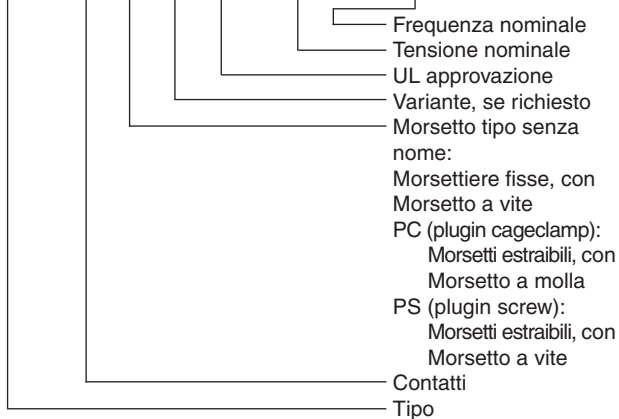 Frequenza nominale
Tensione nominale
UL approvazione
Variante, se richiesto
Morsetto tipo senza
nome:
Morsettiere fisse, con
Morsetto a vite
PC (plugin cageclamp):
Morsetti estraibili, con
Morsetto a molla
PS (plugin screw):
Morsetti estraibili, con
Morsetto a vite
Contatti
Tipo